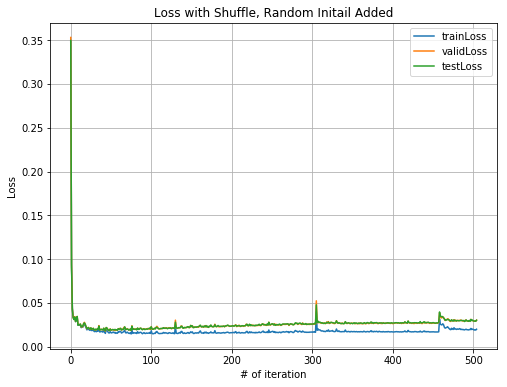 Loss with Shuffle, Random Initail Added
trainLoss
validLoss
testLoss
0.35
0.30
0.25
0.20
0.15
0.10
0.05
0.00
Loss
0
100
200
300
400
500
# of iteration